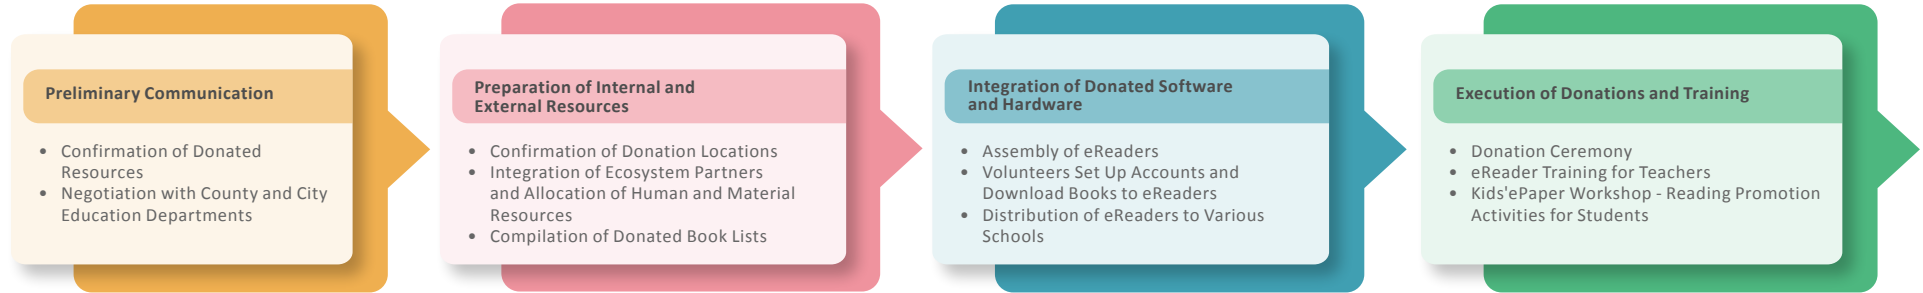 Preliminary Communication
• Confirmation of Donated
Resources
• Negotiation with County and City
Education Departments
Preparation of Internal and
External Resources
• Confirmation of Donation Locations
• Integration of Ecosystem Partners
and Allocation of Human and Material
Resources
• Compilation of Donated Book Lists
Integration of Donated Software
and Hardware
• Assembly of eReaders
• Volunteers Set Up Accounts and
Download Books to eReaders
• Distribution of eReaders to Various
Schools
Execution of Donations and Training
• Donation Ceremony
• eReader Training for Teachers
• Kids'ePaper Workshop - Reading Promotion
Activities for Students